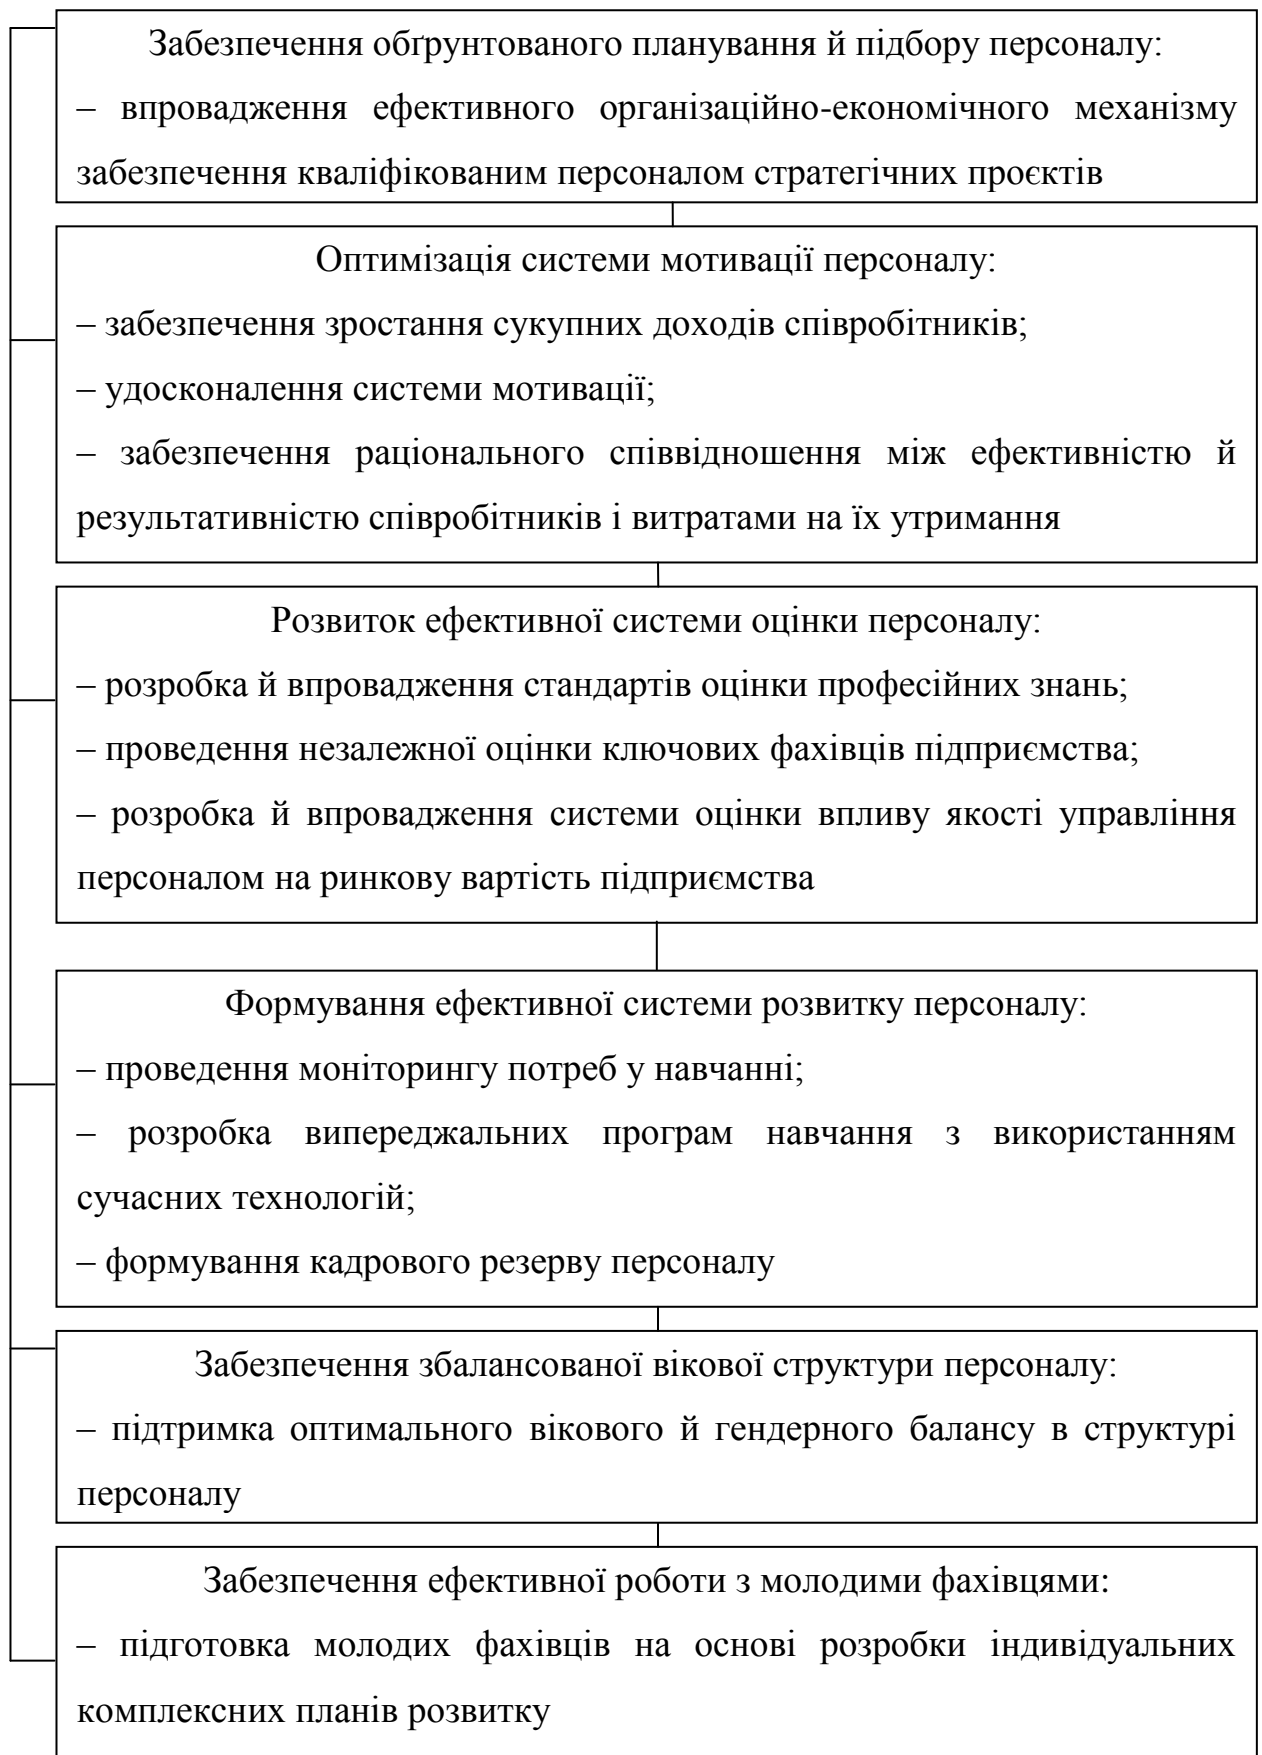 Забезпечення обґрунтованого планування й підбору персоналу:
– впровадження ефективного організаційно-економічного механізму
забезпечення кваліфікованим персоналом стратегічних проєктів
Оптимізація системи мотивації персоналу:
– забезпечення зростання сукупних доходів співробітників;
– удосконалення системи мотивації;
– забезпечення раціонального співвідношення між ефективністю й
результативністю співробітників і витратами на їх утримання
Розвиток ефективної системи оцінки персоналу:
– розробка й впровадження стандартів оцінки професійних знань;
– проведення незалежної оцінки ключових фахівців підприємства;
– розробка й впровадження системи оцінки впливу якості управління
персоналом на ринкову вартість підприємства
Формування ефективної системи розвитку персоналу:
– проведення моніторингу потреб у навчанні;
– розробка випереджальних програм навчання з використанням
сучасних технологій;
– формування кадрового резерву персоналу
Забезпечення збалансованої вікової структури персоналу:
– підтримка оптимального вікового й гендерного балансу в структурі
персоналу
Забезпечення ефективної роботи з молодими фахівцями:
– підготовка молодих фахівців на основі розробки індивідуальних
комплексних планів розвитку